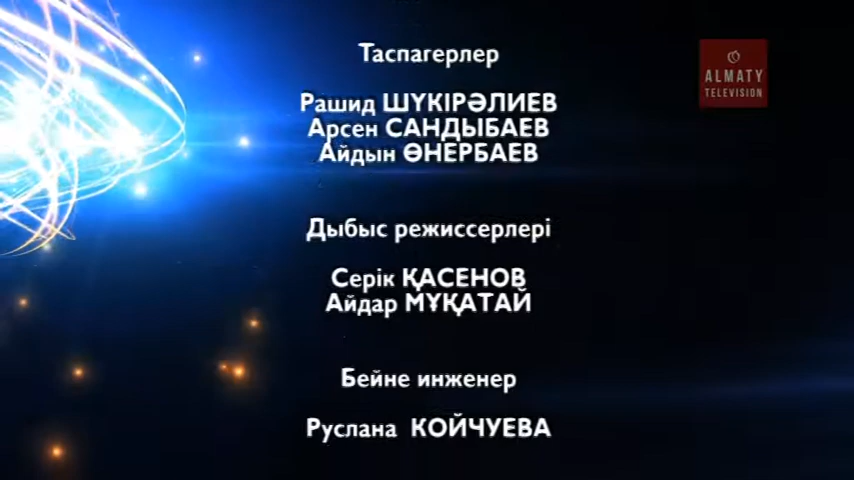 Таспагерлер
ALMATY
TELEVISION
Рашид ШҮКІРӘЛИЕВ
Арсен САНДЫБАЕВ
Айдын ӨНЕРБАЕВ
Дыбыс режиссерлері
Серік ҚАСЕНОВ
Айдар МҰҚАТАЙ
Бейне инженер
Руслана КОЙЧУЕВА